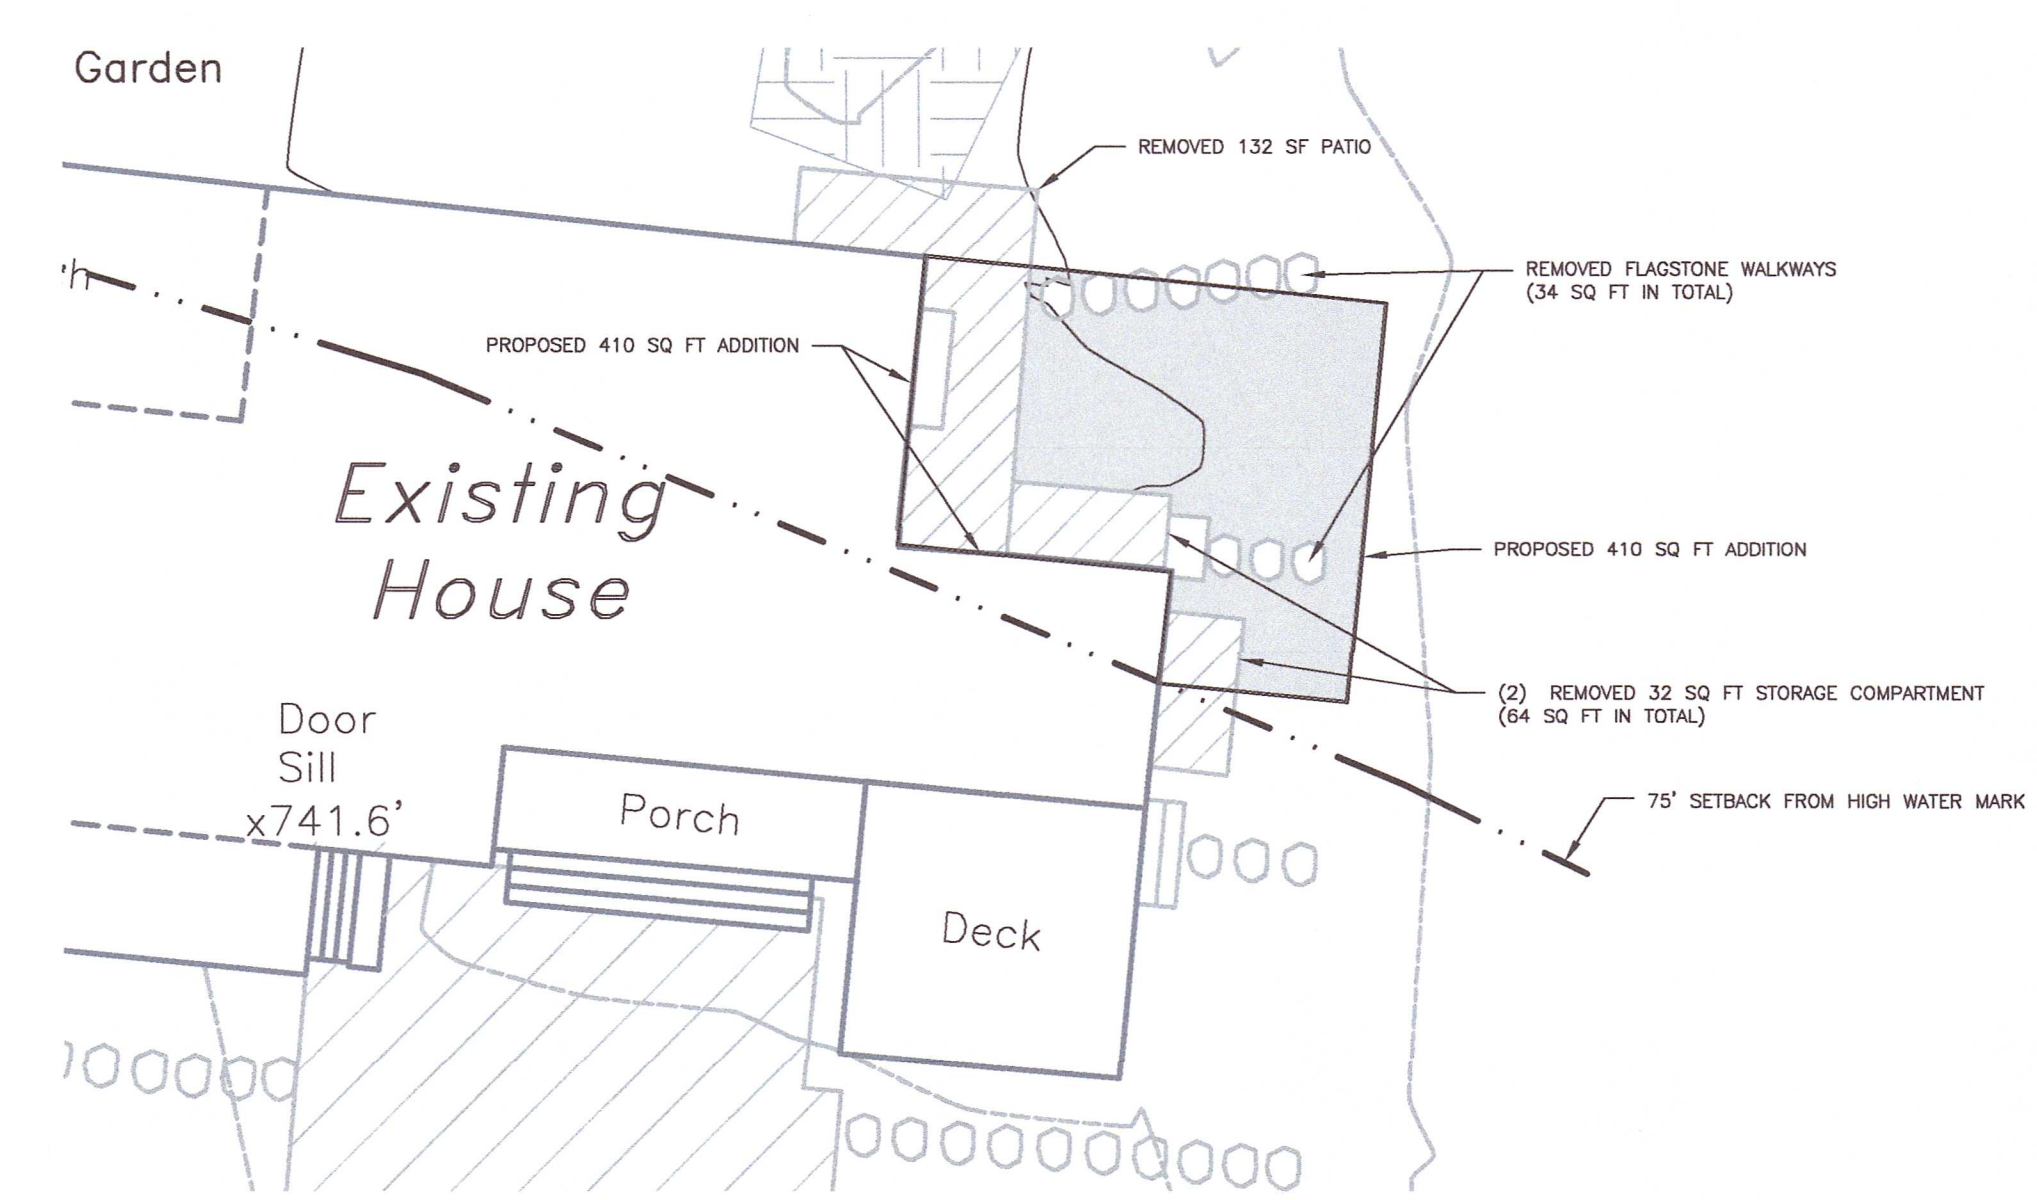 Garden
REMOVED 132 SF PATIO
REMOVED FLAGSTONE WALKWAYS
(34 SQ FT IN TOTAL)
h
PROPOSED 410 SQ FT ADDITION
Existing
House
PROPOSED 410 SQ FT ADDITION
(2) REMOVED 32 SQ FT STORAGE COMPARTMENT
(64 SQ FT IN TOTAL)
Door
Sill
x741.6'
Porch
75' SETBACK FROM HIGH WATER MARK
Deck